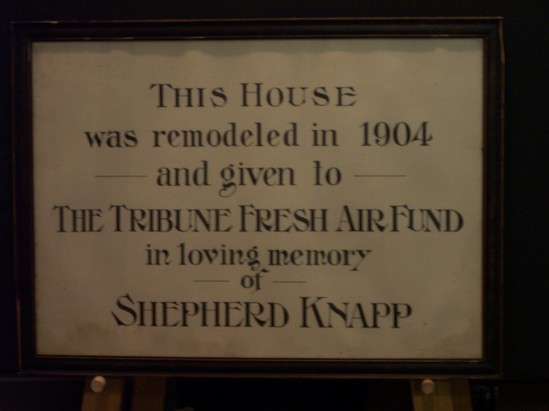 THIS HOUSE
was remodeled in 1904
and given to
THE TRIBUNE FRESH AIR FUND
in loving memory
of
SHEPHERD KNAPP